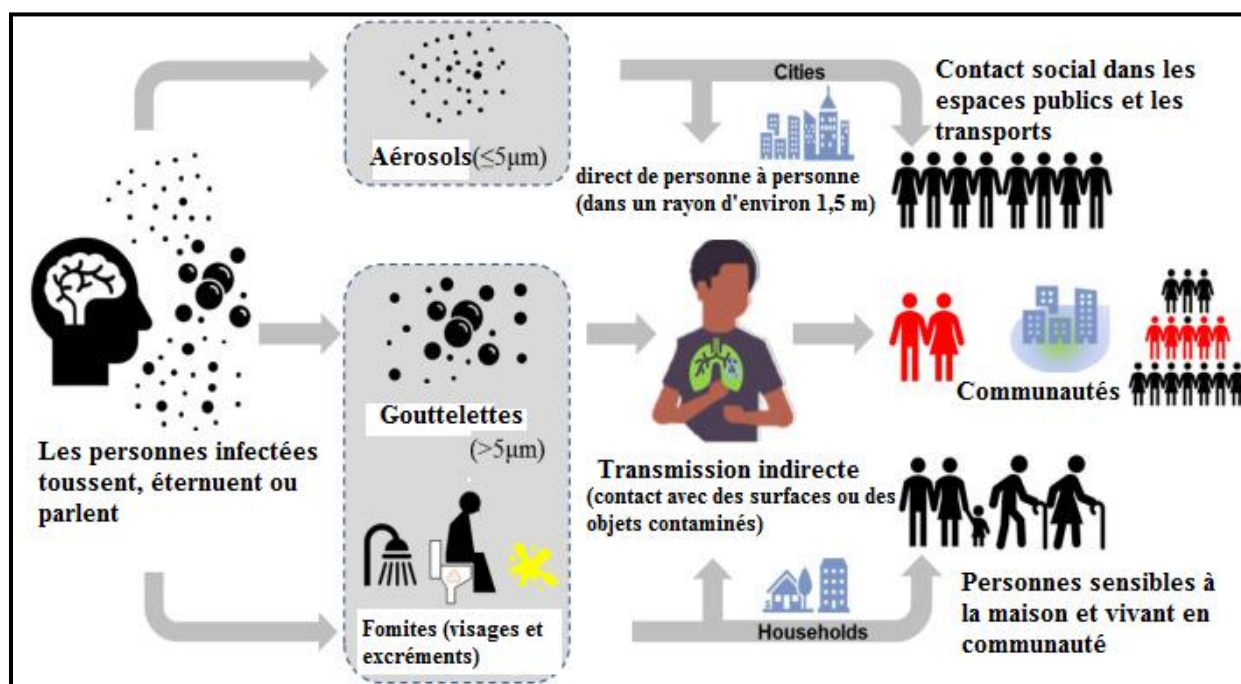 Cities
Contact social dans les
espaces publics et les
transports
Aérosols(≤5μm)
direct de personne à personne
(dans un rayon d'environ 1,5 m)
Gouttelettes
(>5μm)
Communautés
Les personnes infectées
toussent, éternuent ou
parlent
Transmission indirecte
(contact avec des surfaces ou des
objets contaminés)
Fomites (visages et
excréments)
Households
Personnes sensibles à
la maison et vivant en
communauté